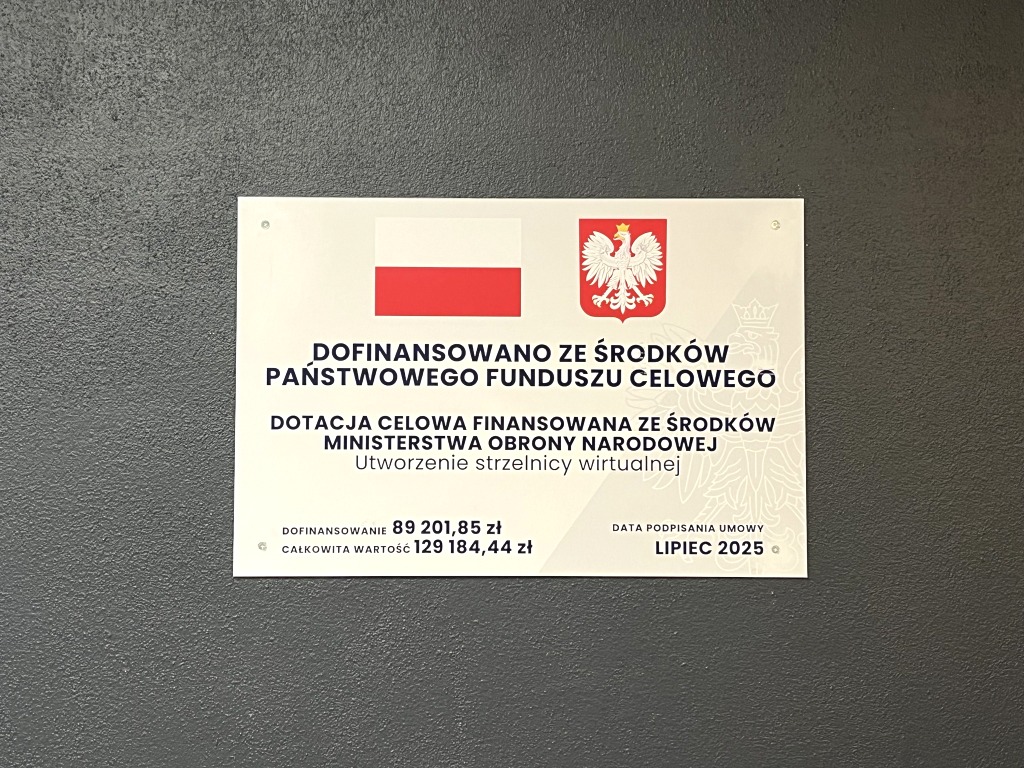 DOFINANSOWANO ZE ŚRODKÓW
PAŃSTWOWEGO FUNDUSZU CELOWEGO
DOTACJA CELOWA FINANSOWANA ZE ŚRODKÓW
MINISTERSTWA OBRONY NARODOWEJ
Utworzenie strzelnicy wirtualnej
DOFINANSOWANIE 89 201,85 zł
CAŁKOWITA WARTOŚĆ 129 184,44 zł
DATA PODPISANIA UMOWY
LIPIEC 2025